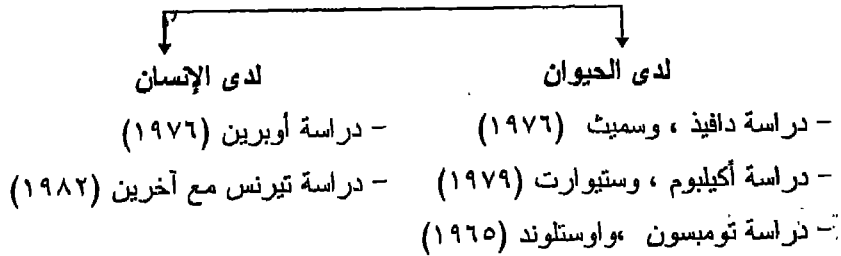 لدى الحيوان
- دراسة دافيذ ، وسميث (١٩٧٦)
- دراسة أكيلبوم ، وستيوارت (١٩٧٩)
- دراسة تومبسون ،واوستلوند (١٩٦٥)
لدى الإنسان
- دراسة أوبرين (١٩٧٦)
- دراسة تيرنس مع آخرين (١٩٨٢)